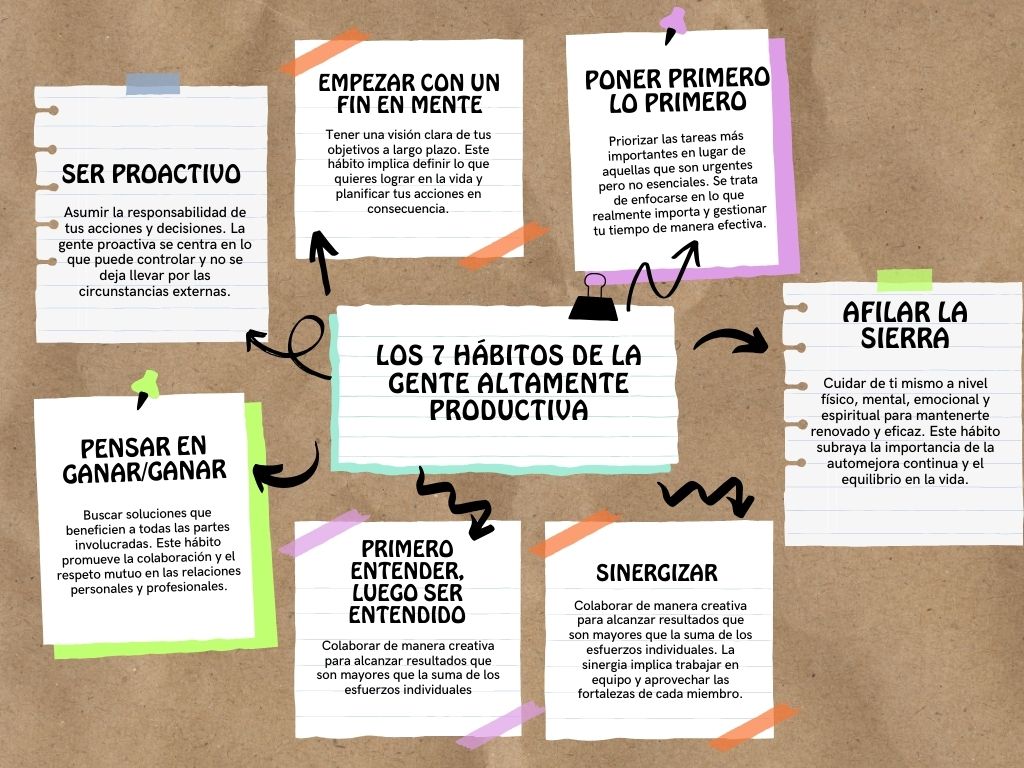 LOS 7 HÁBITOS DE LA
GENTE ALTAMENTE
PRODUCTIVA
SER PROACTIVO
Asumir la responsabilidad de
tus acciones y decisiones. La
gente proactiva se centra en lo
que puede controlar y no se
deja llevar por las
circunstancias externas.
EMPEZAR CON UN
FIN EN MENTE
Tener una visión clara de tus
objetivos a largo plazo. Este
hábito implica definir lo que
quieres lograr en la vida y
planificar tus acciones en
consecuencia.
PONER PRIMERO
LO PRIMERO
Priorizar las tareas más
importantes en lugar de
aquellas que son urgentes
pero no esenciales. Se trata
de enfocarse en lo que
realmente importa y gestionar
tu tiempo de manera efectiva.
PENSAR EN
GANAR/GANAR
Buscar soluciones que
beneficien a todas las partes
involucradas. Este hábito
promueve la colaboración y el
respeto mutuo en las relaciones
personales y profesionales.
PRIMERO
ENTENDER,
LUEGO SER
ENTENDIDO
Colaborar de manera creativa
para alcanzar resultados que
son mayores que la suma de los
esfuerzos individuales
SINERGIZAR
Colaborar de manera creativa
para alcanzar resultados que
son mayores que la suma de los
esfuerzos individuales. La
sinergia implica trabajar en
equipo y aprovechar las
fortalezas de cada miembro.
AFILAR LA
SIERRA
Cuidar de ti mismo a nivel
físico, mental, emocional y
espiritual para mantenerte
renovado y eficaz. Este hábito
subraya la importancia de la
automejora continua y el
equilibrio en la vida.